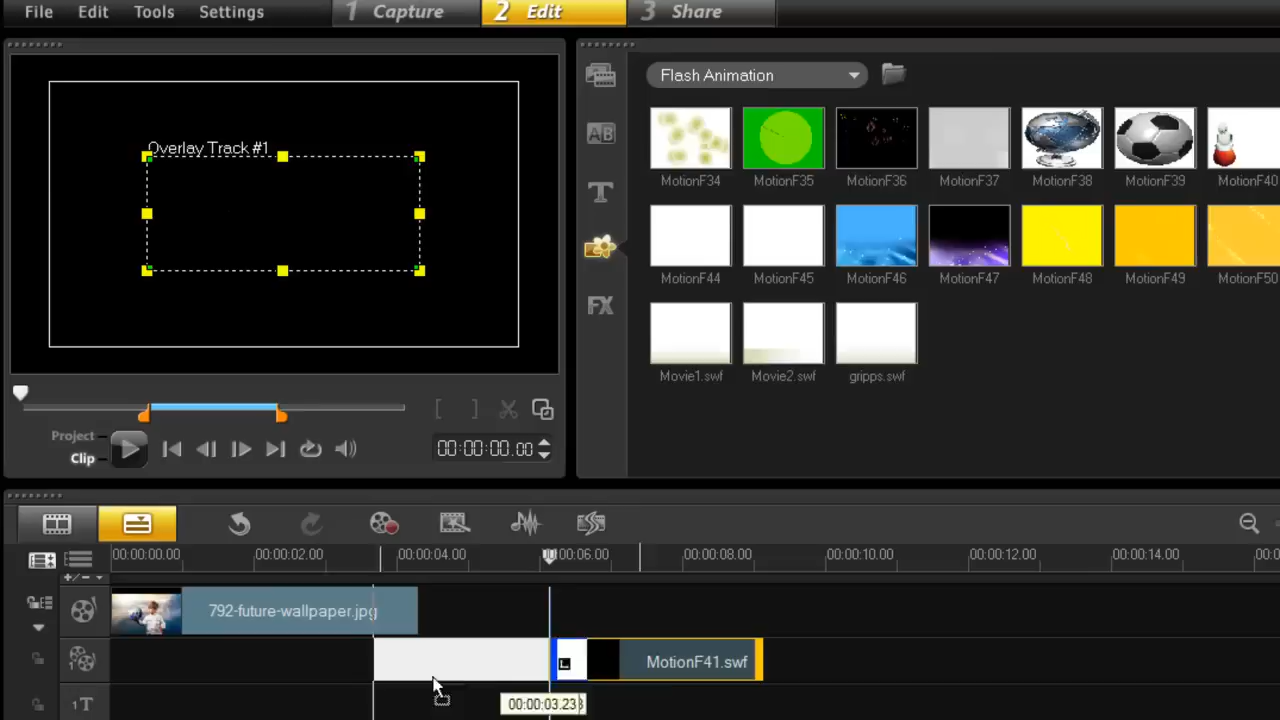 File Edit Tools Settings
1 Capture 2 Edit 3 Share
Flash Animation
Overlay Track #1
AB
T
FX
MotionF34 MotionF35 MotionF36 MotionF37 MotionF38 MotionF39 MotionF40
MotionF44 MotionF45 MotionF46 MotionF47 MotionF48 MotionF49 MotionF50
Movie1.swf Movie2.swf gripps.swf
Project
Clip
00:00:00.00
00:00:00.00 00:00:02.00 00:00:04.00 00:00:06.00 00:00:08.00 00:00:10.00 00:00:12.00 00:00:14.00
792-future-wallpaper.jpg
MotionF41.swf
1T
00:00:03.23